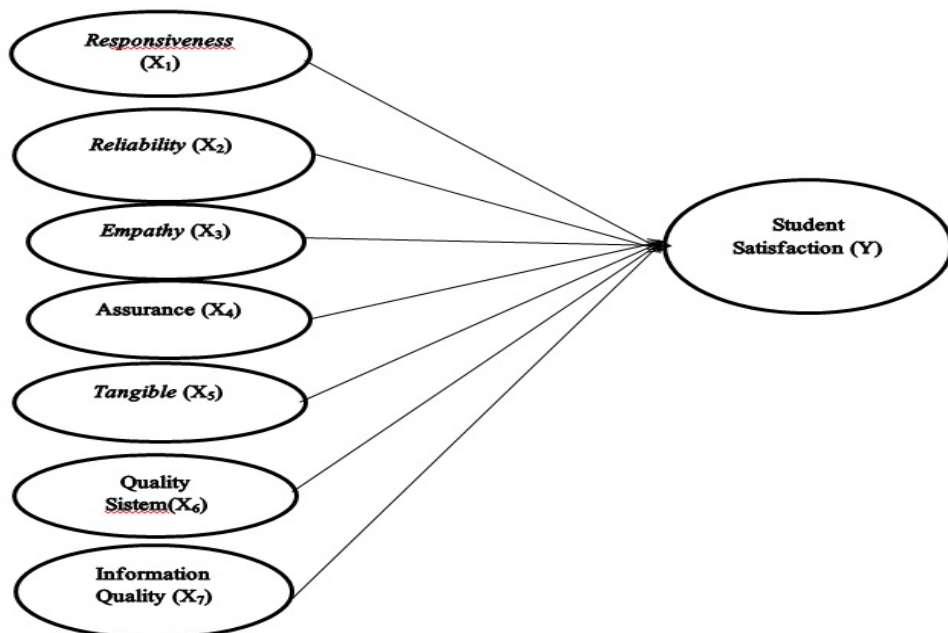 Responsiveness
(X₁)
Reliability (X₂)
Empathy (X₃)
Assurance (X₄)
Tangible (X₅)
Quality
Sistem(X₆)
Information
Quality (X₇)
Student
Satisfaction (Y)